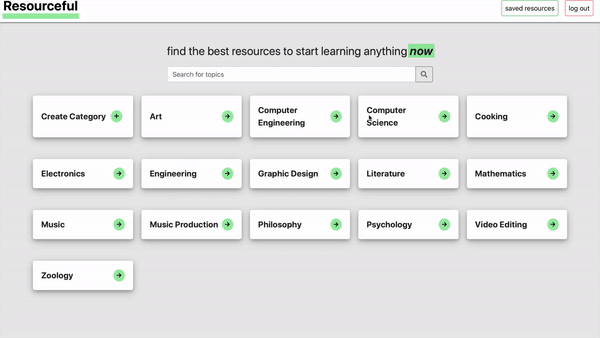 Resourceful
saved resources
log out
find the best resources to start learning anything now
Search for topics
Create Category
Art
Computer
Engineering
Computer
Science
Cooking
Electronics
Engineering
Graphic Design
Literature
Mathematics
Music
Music Production
Philosophy
Psychology
Video Editing
Zoology